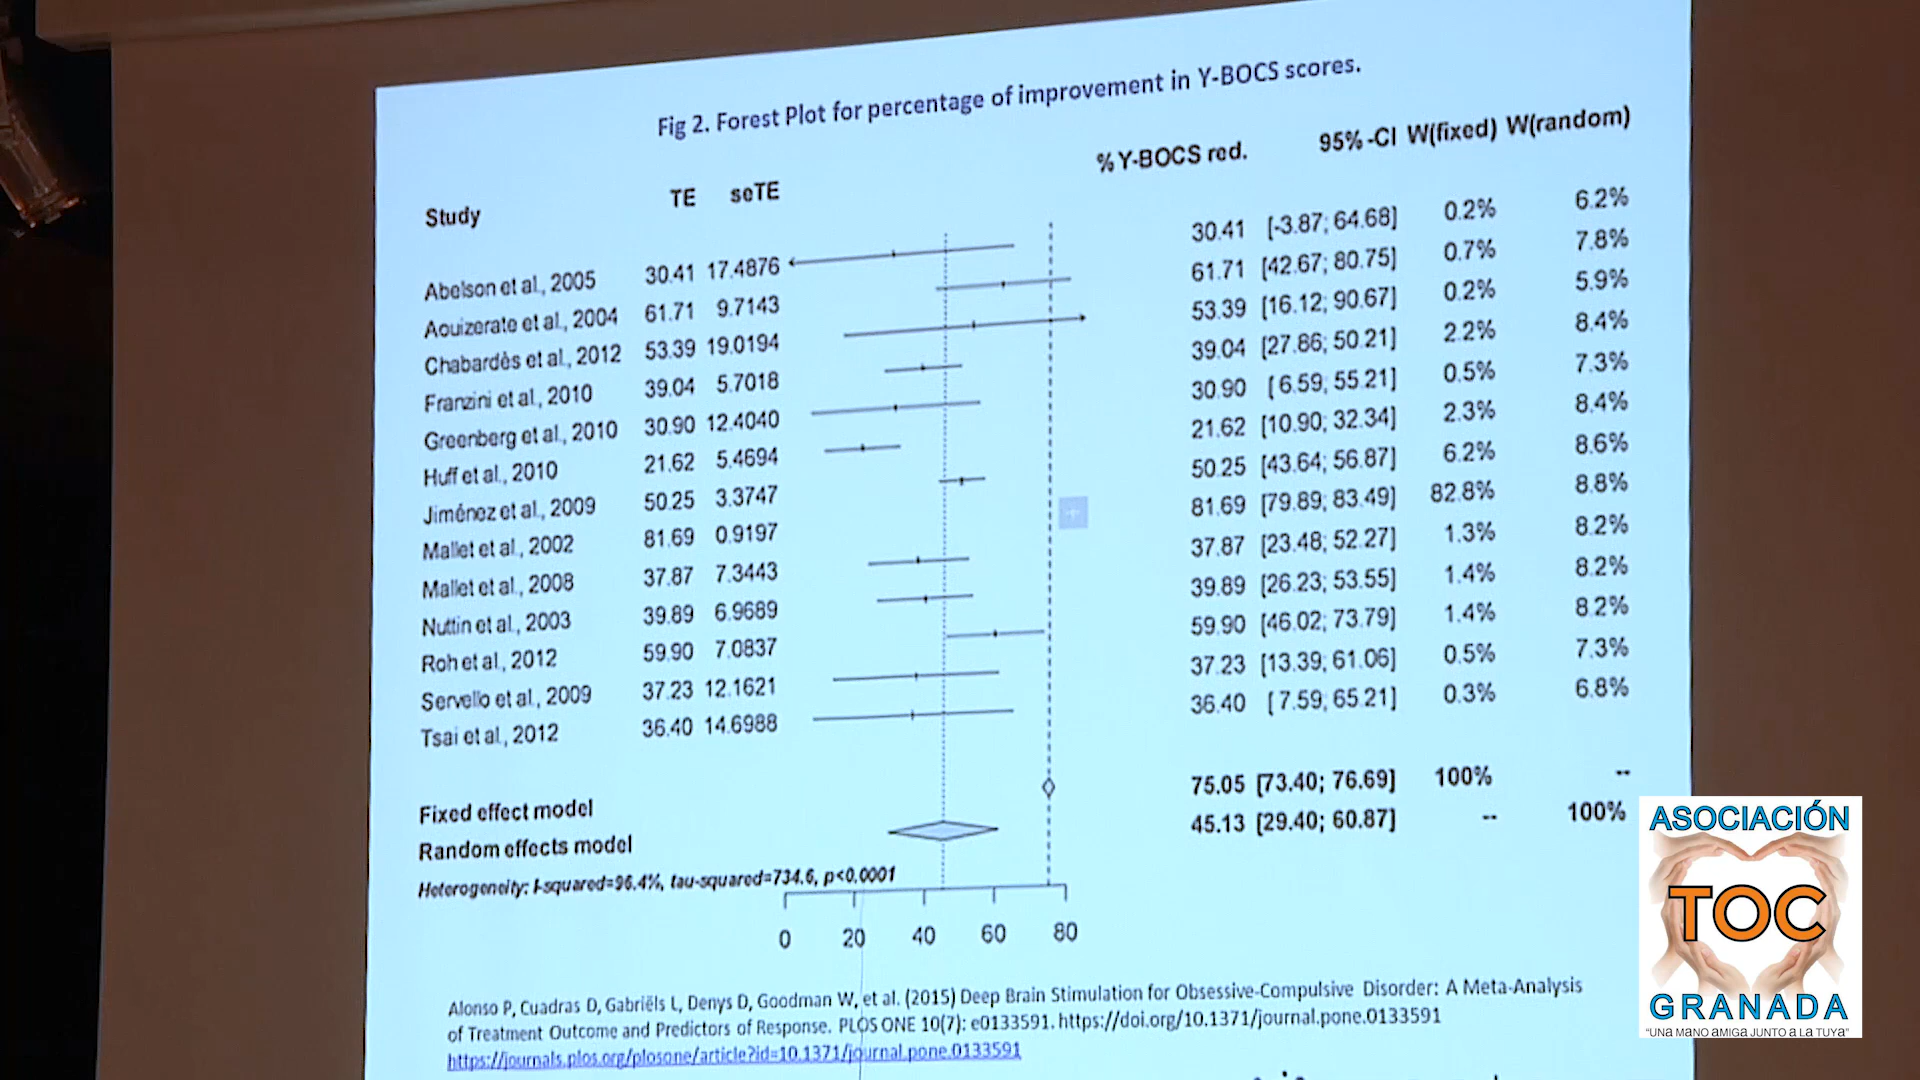 Fig 2. Forest Plot for percentage of improvement in Y-BOCS scores.
Study TE seTE %Y-BOCS red. 95%-CI W(fixed) W(random)
Abelson et al., 2005 30.41 17.4876 30.41 [-3.87; 64.68] 0.2% 6.2%
Aouizerate et al., 2004 61.71 9.7143 61.71 [42.67; 80.75] 0.7% 7.8%
Chabardès et al., 2012 53.39 19.0194 53.39 [16.12; 90.67] 0.2% 5.9%
Franzini et al., 2010 39.04 5.7018 39.04 [27.86; 50.21] 2.2% 8.4%
Greenberg et al., 2010 30.90 12.4040 30.90 [ 6.59; 55.21] 0.5% 7.3%
Huff et al., 2010 21.62 5.4694 21.62 [10.90; 32.34] 2.3% 8.4%
Jiménez et al., 2009 50.25 3.3747 50.25 [43.64; 56.87] 6.2% 8.6%
Mallet et al., 2002 81.69 0.9197 81.69 [79.89; 83.49] 82.8% 8.8%
Mallet et al., 2008 37.87 7.3443 37.87 [23.48; 52.27] 1.3% 8.2%
Nuttin et al., 2003 39.89 6.9689 39.89 [26.23; 53.55] 1.4% 8.2%
Roh et al., 2012 59.90 7.0837 59.90 [46.02; 73.79] 1.4% 8.2%
Servello et al., 2009 37.23 12.1621 37.23 [13.39; 61.06] 0.5% 7.3%
Tsai et al., 2012 36.40 14.6988 36.40 [ 7.59; 65.21] 0.3% 6.8%
Fixed effect model 75.05 [73.40; 76.69] 100% --
Random effects model 45.13 [29.40; 60.87] -- 100%
Heterogeneity: I-squared=96.4%, tau-squared=734.6, p<0.0001
0 20 40 60 80
Alonso P, Cuadras D, Gabriëls L, Denys D, Goodman W, et al. (2015) Deep Brain Stimulation for Obsessive-Compulsive Disorder: A Meta-Analysis
of Treatment Outcome and Predictors of Response. PLOS ONE 10(7): e0133591. https://doi.org/10.1371/journal.pone.0133591
https://journals.plos.org/plosone/article?id=10.1371/journal.pone.0133591
ASOCIACIÓN
TOC
GRANADA
"UNA MANO AMIGA JUNTO A LA TUYA"